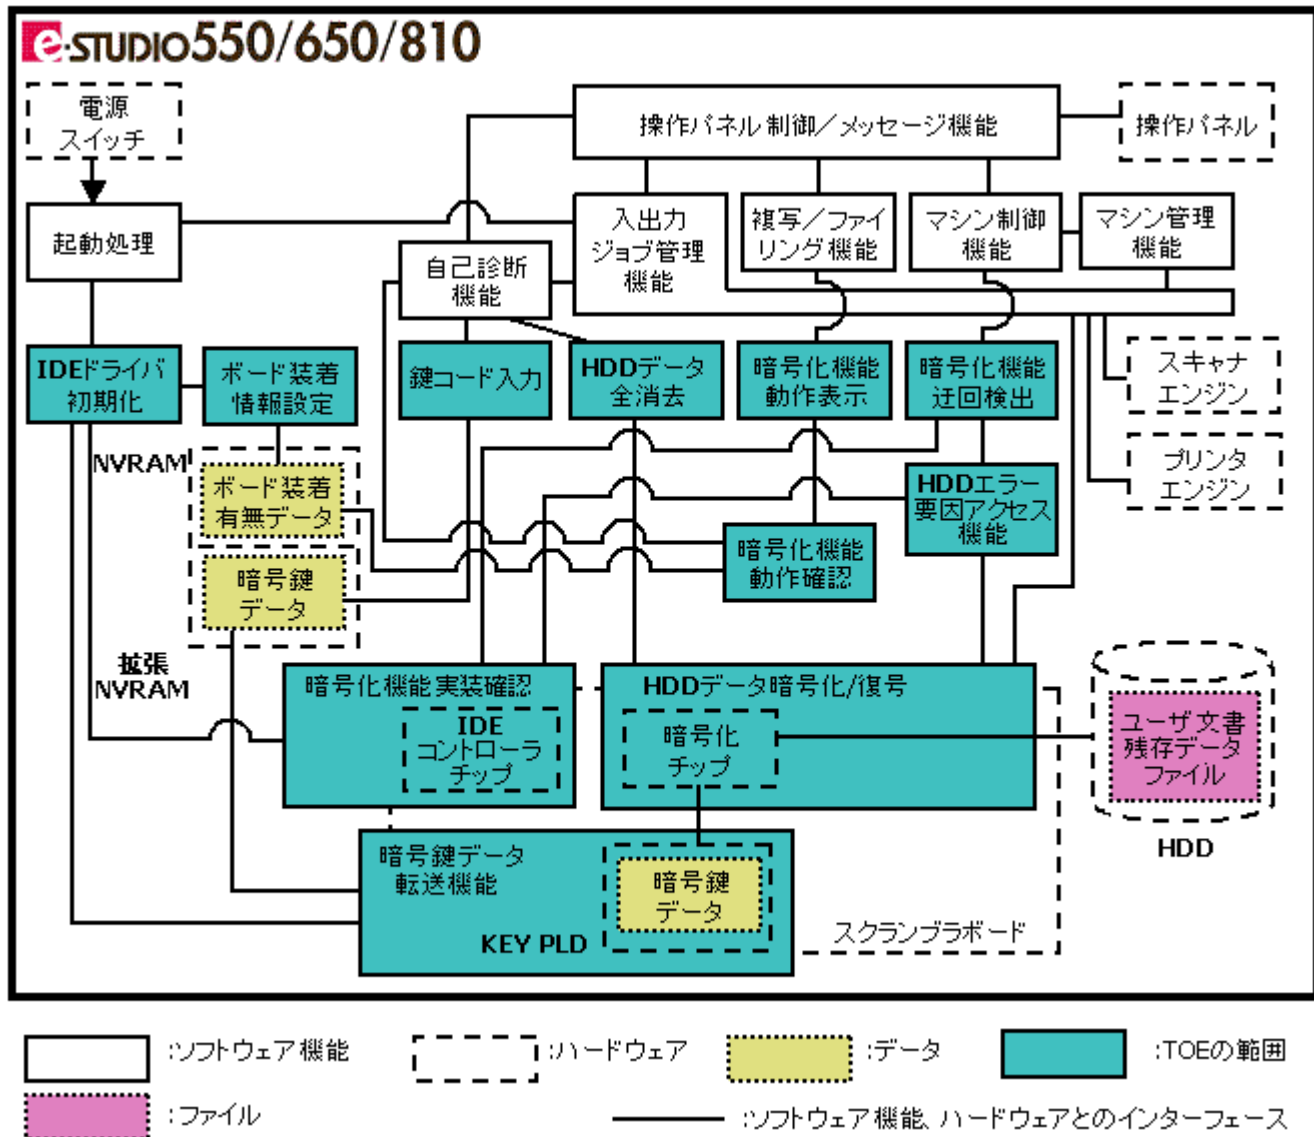 e-STUDIO550/650/810
電源
スイッチ
操作パネル制御／メッセージ機能
操作パネル
起動処理
入出力
ジョブ管理
機能
複写／ファイ
リング機能
マシン制御
機能
マシン管理
機能
自己診断
機能
IDEドライバ
初期化
ボード装着
情報設定
鍵コード入力
HDDデータ
全消去
暗号化機能
動作表示
暗号化機能
迂回検出
スキャナ
エンジン
NVRAM
ボード装着
有無データ
HDDエラー
要因アクセス
機能
プリンタ
エンジン
暗号化機能
動作確認
暗号鍵
データ
拡張
NVRAM
暗号化機能実装確認
IDE
コントローラ
チップ
HDDデータ暗号化/復号
暗号化
チップ
ユーザ文書
残存データ
ファイル
HDD
暗号鍵データ
転送機能
暗号鍵
データ
KEY PLD
スクランブラボード
:ソフトウェア機能
:ハードウェア
:データ
:TOEの範囲
:ファイル
:ソフトウェア機能、ハードウェアとのインターフェース